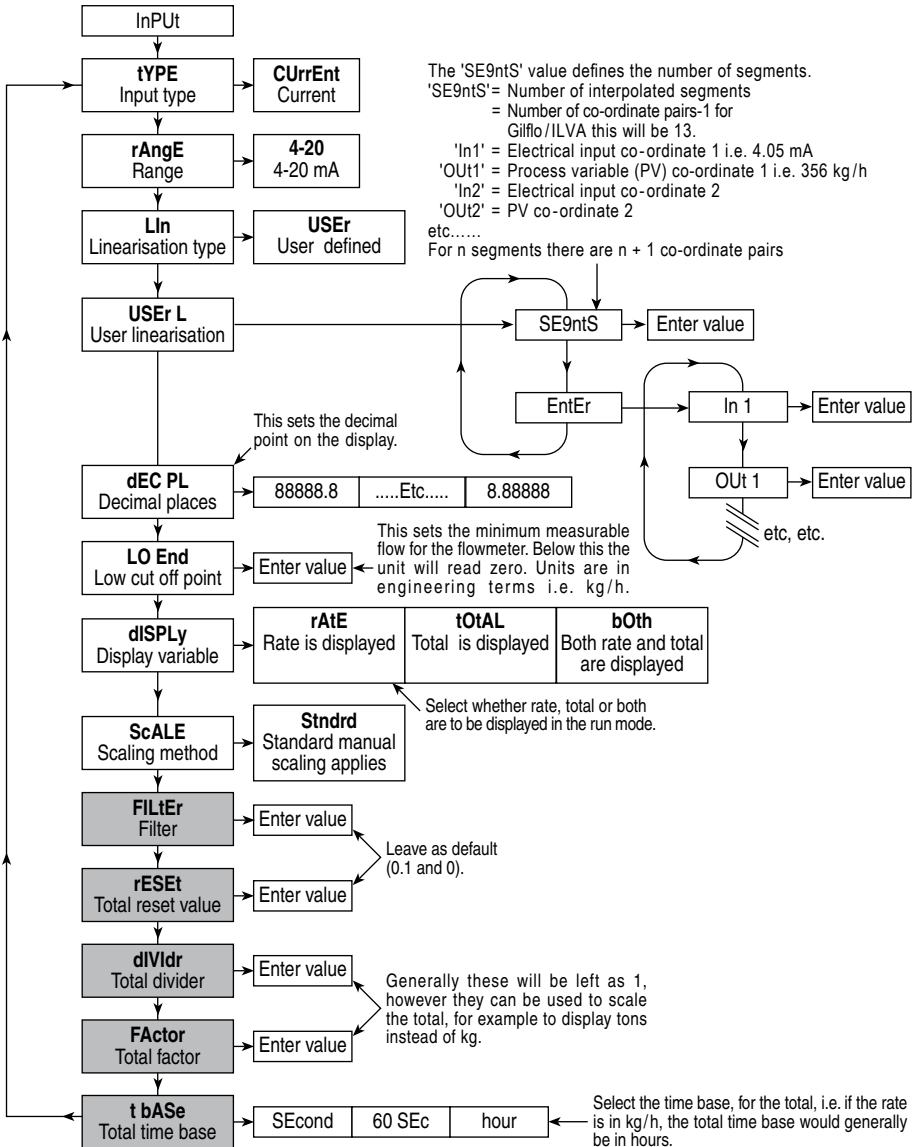 InPUt
tYPE
Input type
CUrrEnt
Current
The 'SE9ntS' value defines the number of segments.
'SE9ntS'= Number of interpolated segments
= Number of co-ordinate pairs-1 for
Gilflo/ILVA this will be 13.
'In1' = Electrical input co-ordinate 1 i.e. 4.05 mA
'OUt1' = Process variable (PV) co-ordinate 1 i.e. 356 kg/h
'In2' = Electrical input co-ordinate 2
'OUt2' = PV co-ordinate 2
etc......
For n segments there are n + 1 co-ordinate pairs
rAngE
Range
4-20
4-20 mA
LIn
Linearisation type
USEr
User defined
USEr L
User linearisation
SE9ntS
Enter value
EntEr
In 1
Enter value
OUt 1
Enter value
etc, etc.
This sets the decimal
point on the display.
dEC PL
Decimal places
88888.8
.....Etc.....
8.88888
LO End
Low cut off point
Enter value
This sets the minimum measurable
flow for the flowmeter. Below this the
unit will read zero. Units are in
engineering terms i.e. kg/h.
dISPLy
Display variable
rAtE
Rate is displayed
tOtAL
Total is displayed
bOth
Both rate and total
are displayed
Select whether rate, total or both
are to be displayed in the run mode.
ScALE
Scaling method
Stndrd
Standard manual
scaling applies
FILtEr
Filter
Enter value
Leave as default
(0.1 and 0).
rESEt
Total reset value
Enter value
dIVIdr
Total divider
Enter value
Generally these will be left as 1,
however they can be used to scale
the total, for example to display tons
instead of kg.
FActor
Total factor
Enter value
t bASe
Total time base
SEcond
60 SEc
hour
Select the time base, for the total, i.e. if the rate
is in kg/h, the total time base would generally
be in hours.